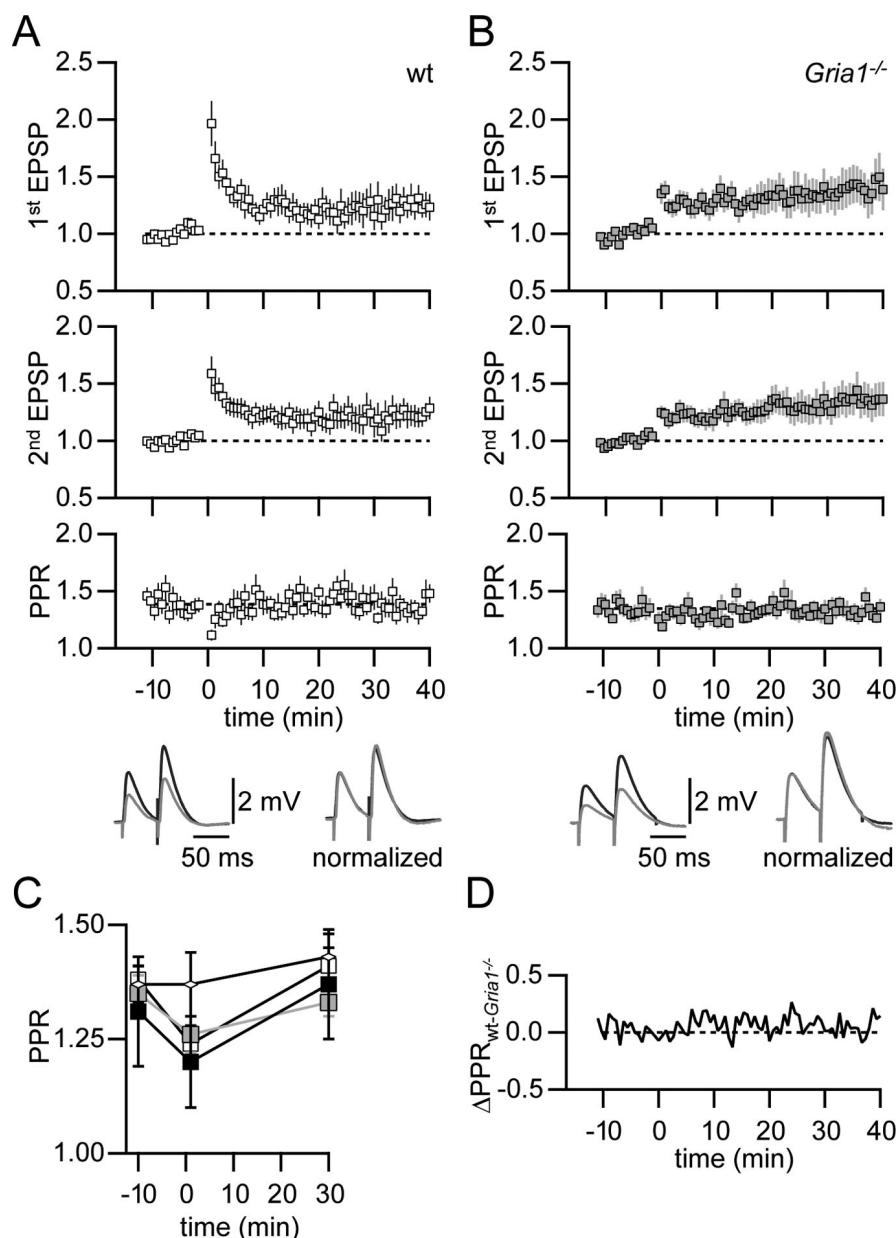 A
wt
2.5
2.0
1.5
1.0
0.5
1st EPSP
2.0
1.5
1.0
0.5
2nd EPSP
2.0
1.5
1.0
PPR
-10 0 10 20 30 40
time (min)
2 mV
50 ms
normalized
B
Gria1-/-
2.5
2.0
1.5
1.0
0.5
1st EPSP
2.0
1.5
1.0
0.5
2nd EPSP
2.0
1.5
1.0
PPR
-10 0 10 20 30 40
time (min)
2 mV
50 ms
normalized
C
1.50
1.25
1.00
PPR
-10 0 10 20 30
time (min)
D
0.5
0.0
-0.5
ΔPPRwt-Gria1-/-
-10 0 10 20 30 40
time (min)